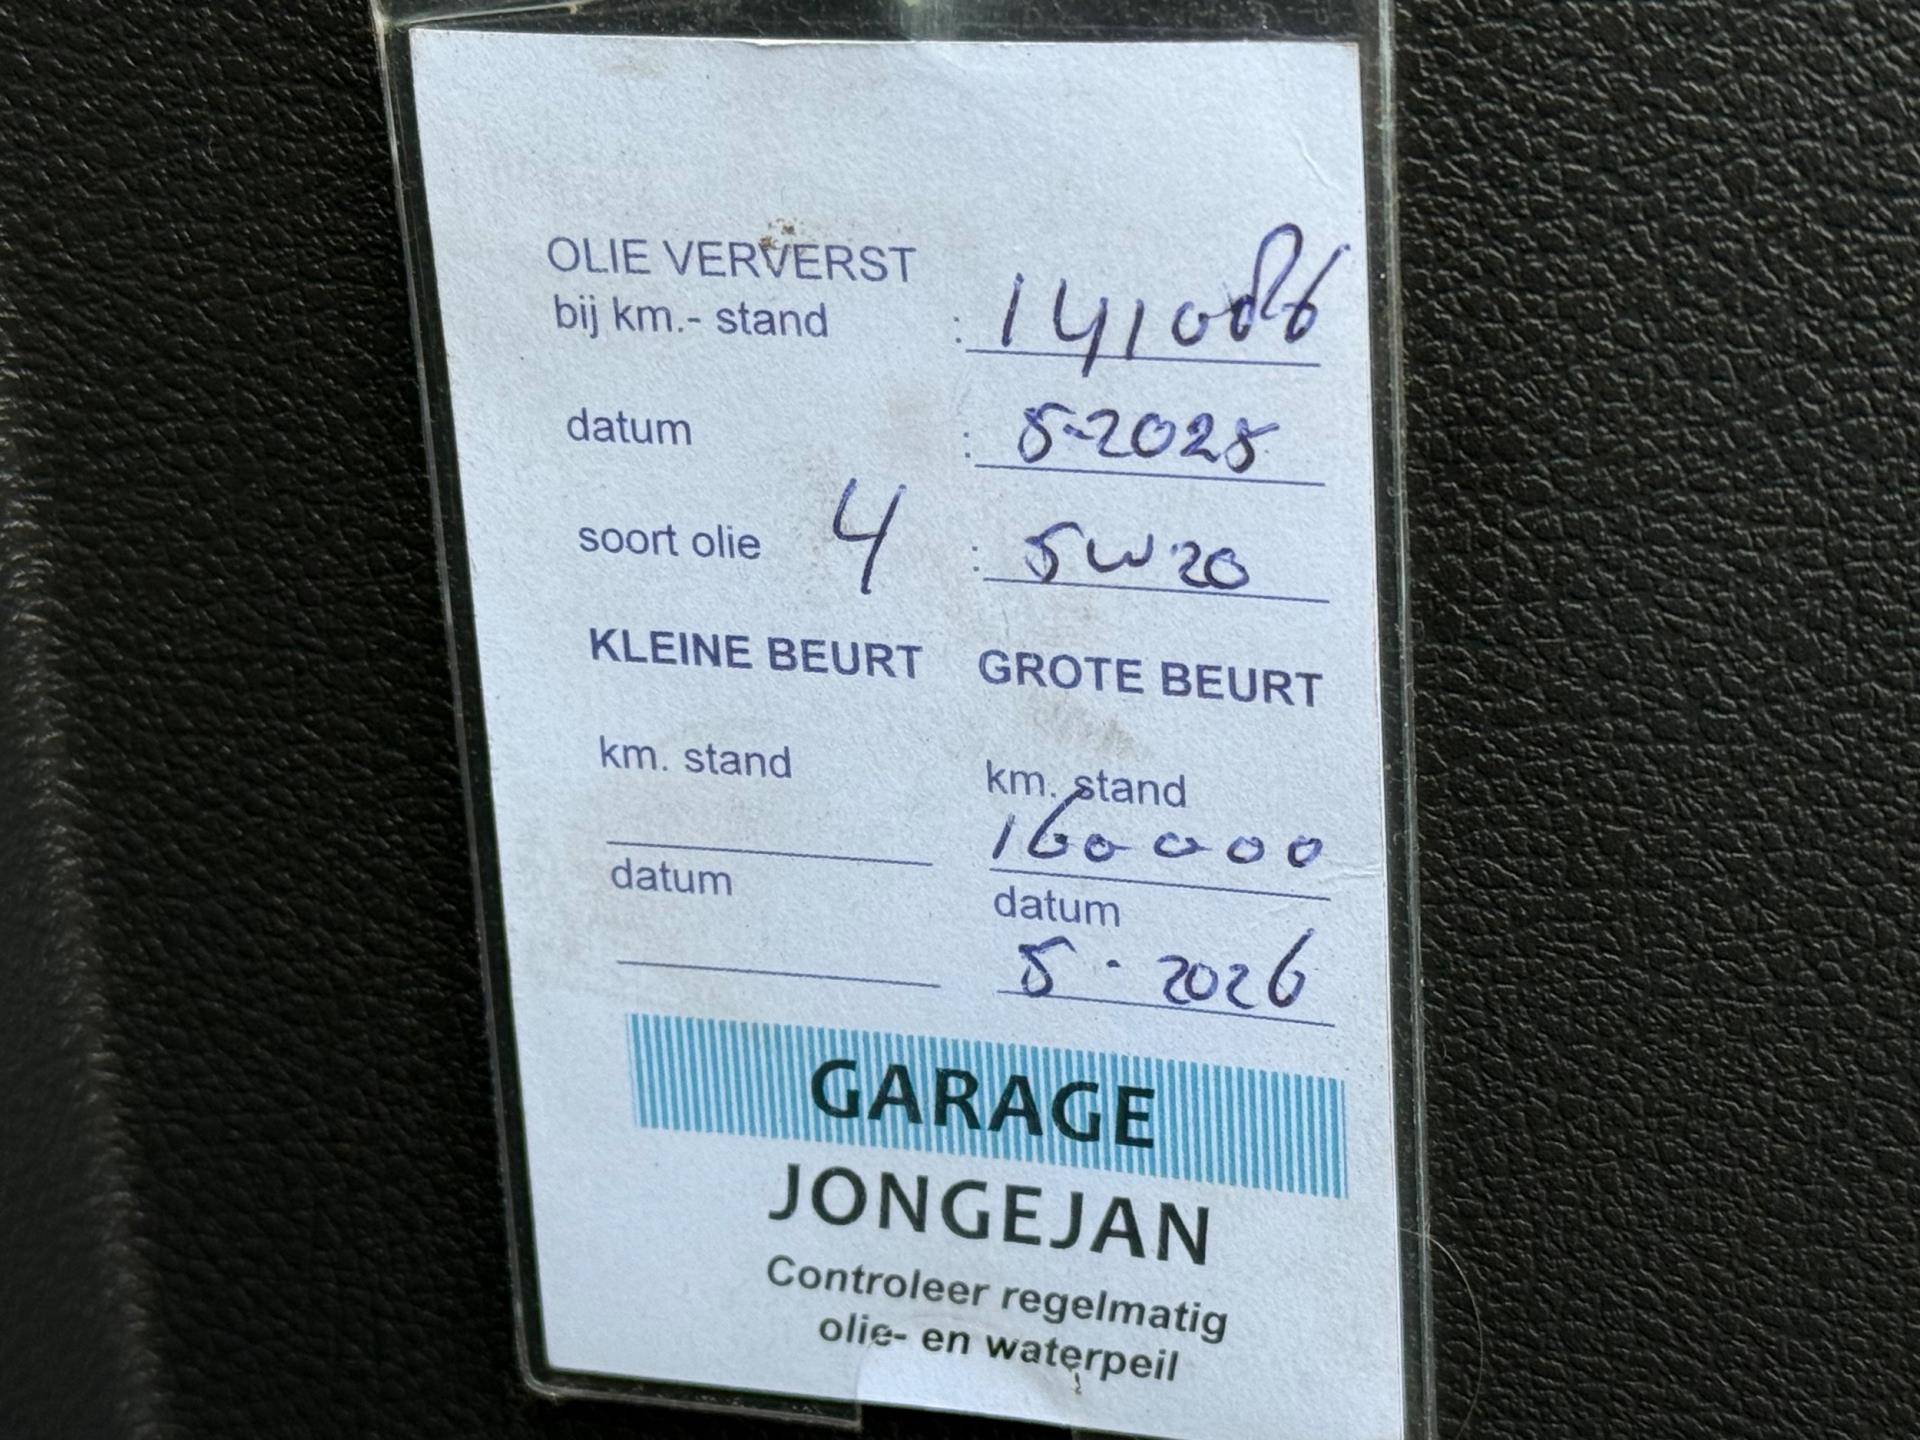 OLIE VERVERST
bij km.- stand : 141086
datum : 5-2025
soort olie 4 : 5W20
KLEINE BEURT GROTE BEURT
km. stand km. stand
160000
datum datum
5 - 2026
GARAGE
JONGEJAN
Controleer regelmatig
olie- en waterpeil